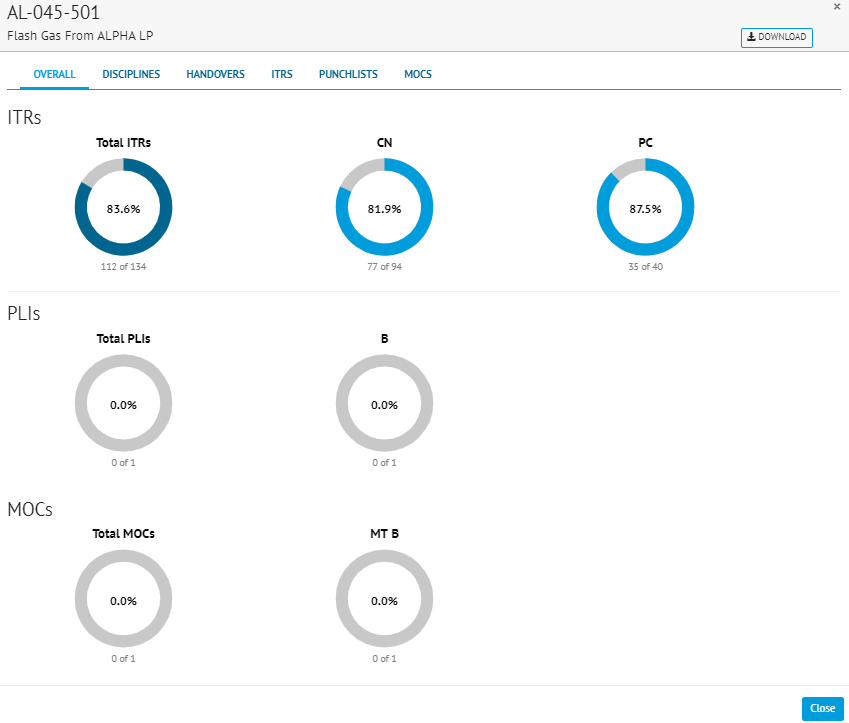 AL-045-501
×
Flash Gas From ALPHA LP
DOWNLOAD
OVERALL DISCIPLINES HANDOVERS ITRS PUNCHLISTS MOCS
ITRs
Total ITRs CN PC
83.6% 81.9% 87.5%
112 of 134 77 of 94 35 of 40
PLIs
Total PLIs B
0.0% 0.0%
0 of 1 0 of 1
MOCs
Total MOCs MT B
0.0% 0.0%
0 of 1 0 of 1
Close